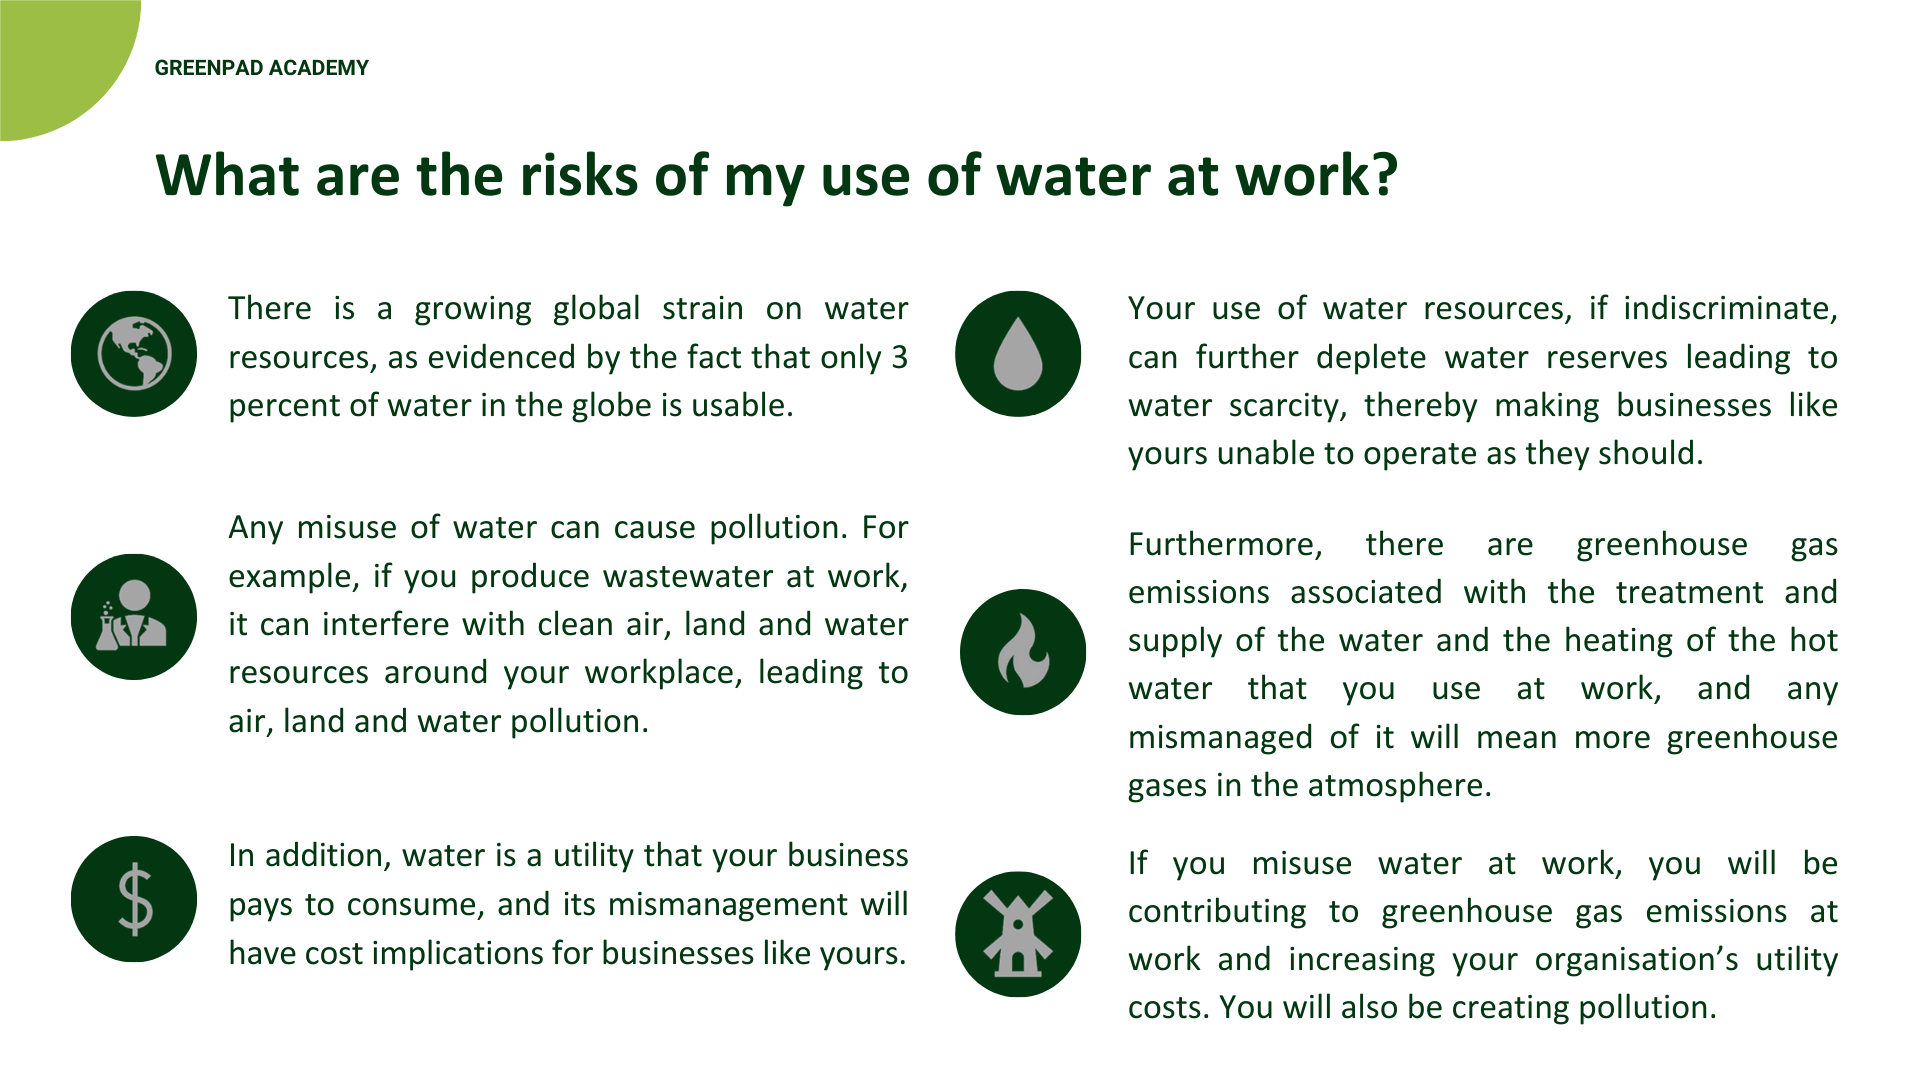 GREENPAD ACADEMY
What are the risks of my use of water at work?
There is a growing global strain on water
resources, as evidenced by the fact that only 3
percent of water in the globe is usable.
Your use of water resources, if indiscriminate,
can further deplete water reserves leading to
water scarcity, thereby making businesses like
yours unable to operate as they should.
Any misuse of water can cause pollution. For
example, if you produce wastewater at work,
it can interfere with clean air, land and water
resources around your workplace, leading to
air, land and water pollution.
Furthermore, there are greenhouse gas
emissions associated with the treatment and
supply of the water and the heating of the hot
water that you use at work, and any
mismanaged of it will mean more greenhouse
gases in the atmosphere.
In addition, water is a utility that your business
pays to consume, and its mismanagement will
have cost implications for businesses like yours.
If you misuse water at work, you will be
contributing to greenhouse gas emissions at
work and increasing your organisation’s utility
costs. You will also be creating pollution.